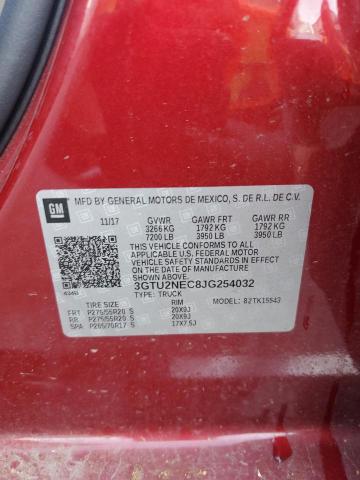 GM
MFD BY GENERAL MOTORS DE MEXICO, S. DE R.L. DE C.V.
11/17 GVWR GAWR FRT GAWR RR
3266 KG 1792 KG 1792 KG
7200 LB 3950 LB 3950 LB
THIS VEHICLE CONFORMS TO ALL
APPLICABLE U.S. FEDERAL MOTOR
VEHICLE SAFETY STANDARDS IN
EFFECT ON THE DATE OF
MANUFACTURE SHOWN ABOVE.
3GTU2NEC8JG254032
TYPE: TRUCK
MODEL: 82TK15543
TIRE SIZE RIM
FRT P275/55R20 S 20X9J
RR P275/55R20 S 20X9J
SPA P265/70R17 S 17X7.5J